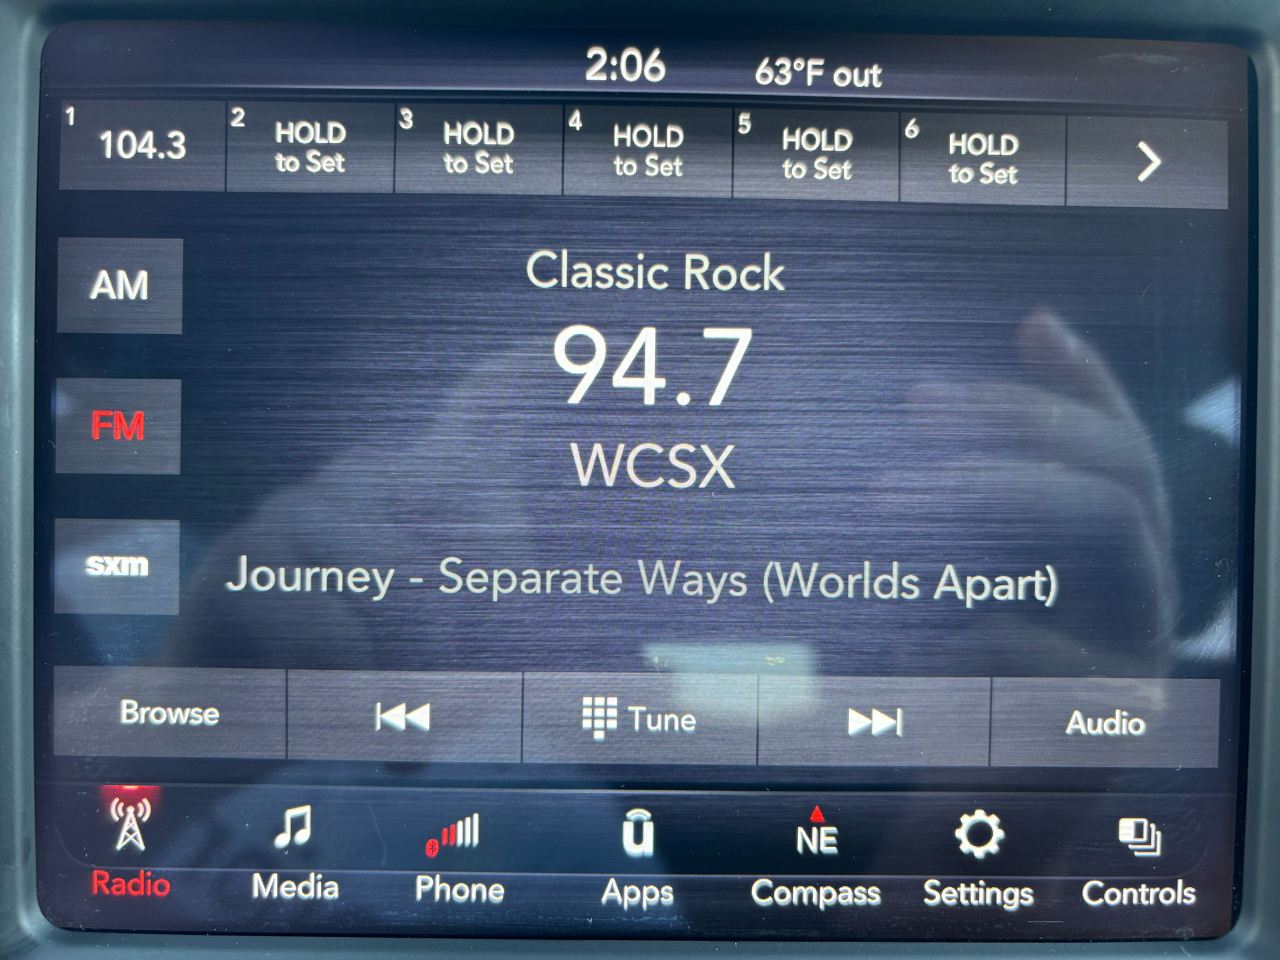 2:06 63°F out
1 104.3
2 HOLD to Set
3 HOLD to Set
4 HOLD to Set
5 HOLD to Set
6 HOLD to Set
AM
Classic Rock
94.7
FM
WCSX
sxm
Journey - Separate Ways (Worlds Apart)
Browse
Tune
Audio
NE
Radio
Media
Phone
Apps
Compass
Settings
Controls